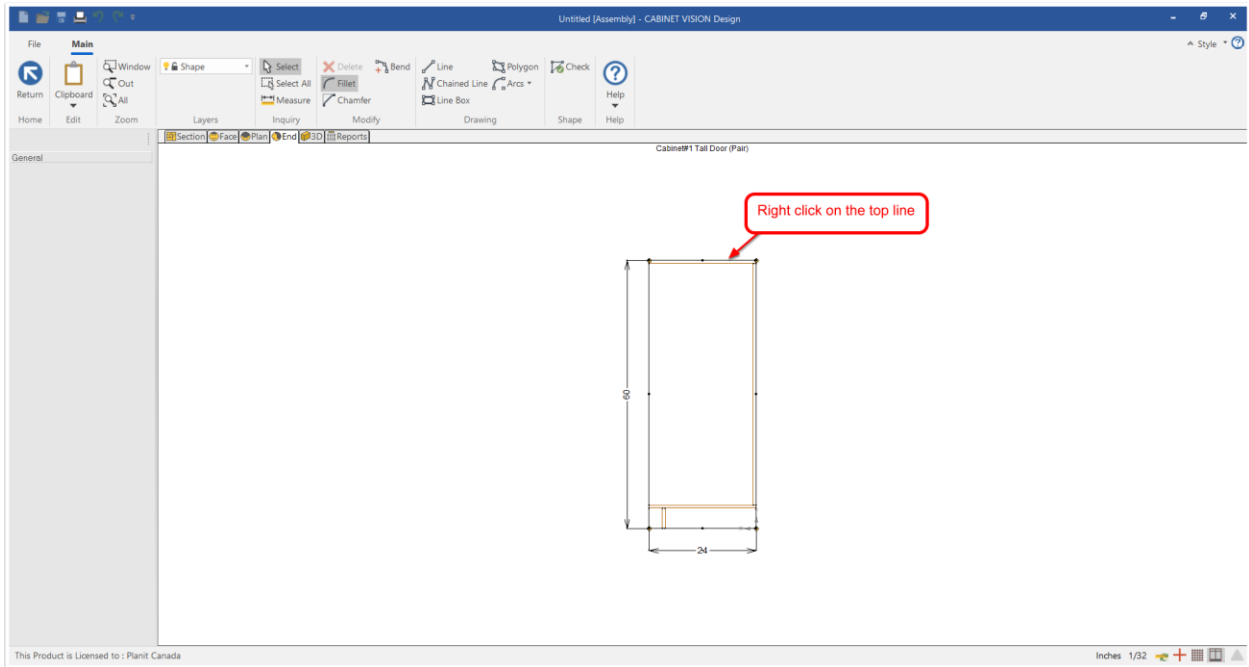 Untitled [Assembly] - CABINET VISION Design
File Main
Style
Return
Clipboard
Window
Out
All
Shape
Select
Select All
Measure
Delete
Bend
Fillet
Chamfer
Line
Polygon
Chained Line
Arcs
Line Box
Check
Help
Home Edit Zoom Layers Inquiry Modify Drawing Shape Help
Section Face Plan End 3D Reports
General
Cabinet#1 Tall Door (Pair)
Right click on the top line
60
24
This Product is Licensed to : Planit Canada
Inches 1/32